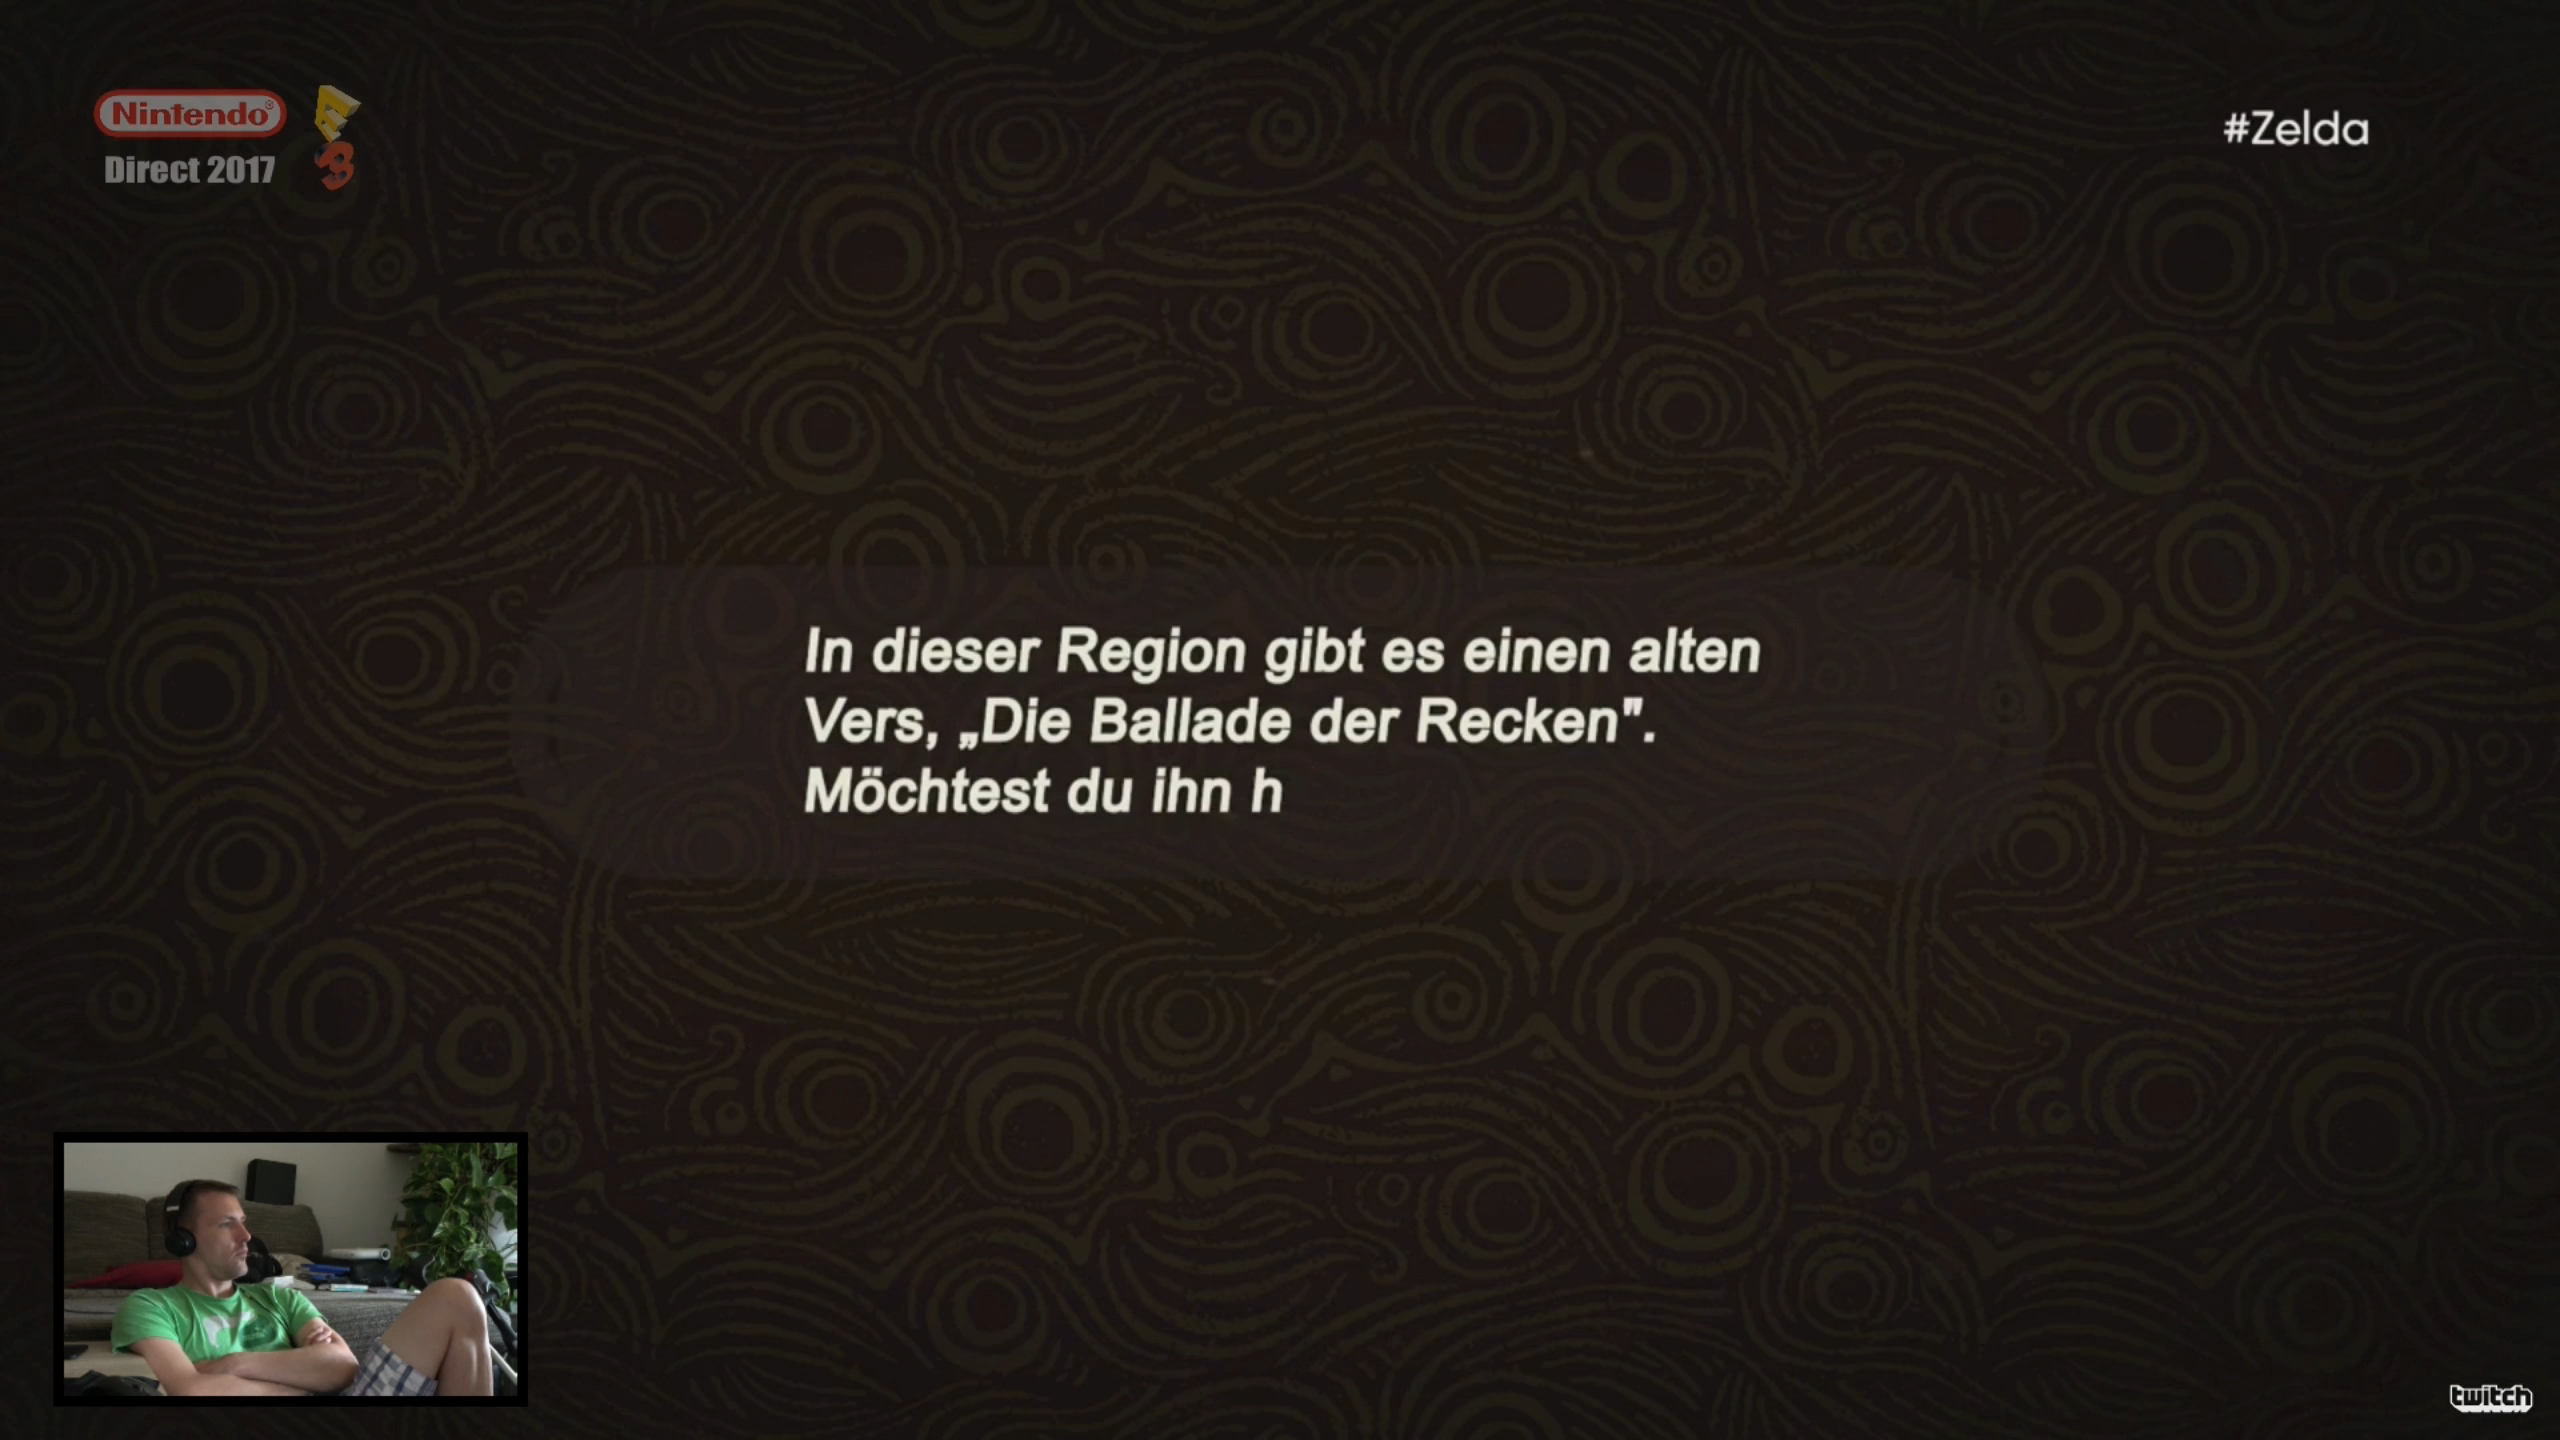 Nintendo®
E3
Direct 2017
#Zelda
In dieser Region gibt es einen alten
Vers, „Die Ballade der Recken".
Möchtest du ihn h
twitch